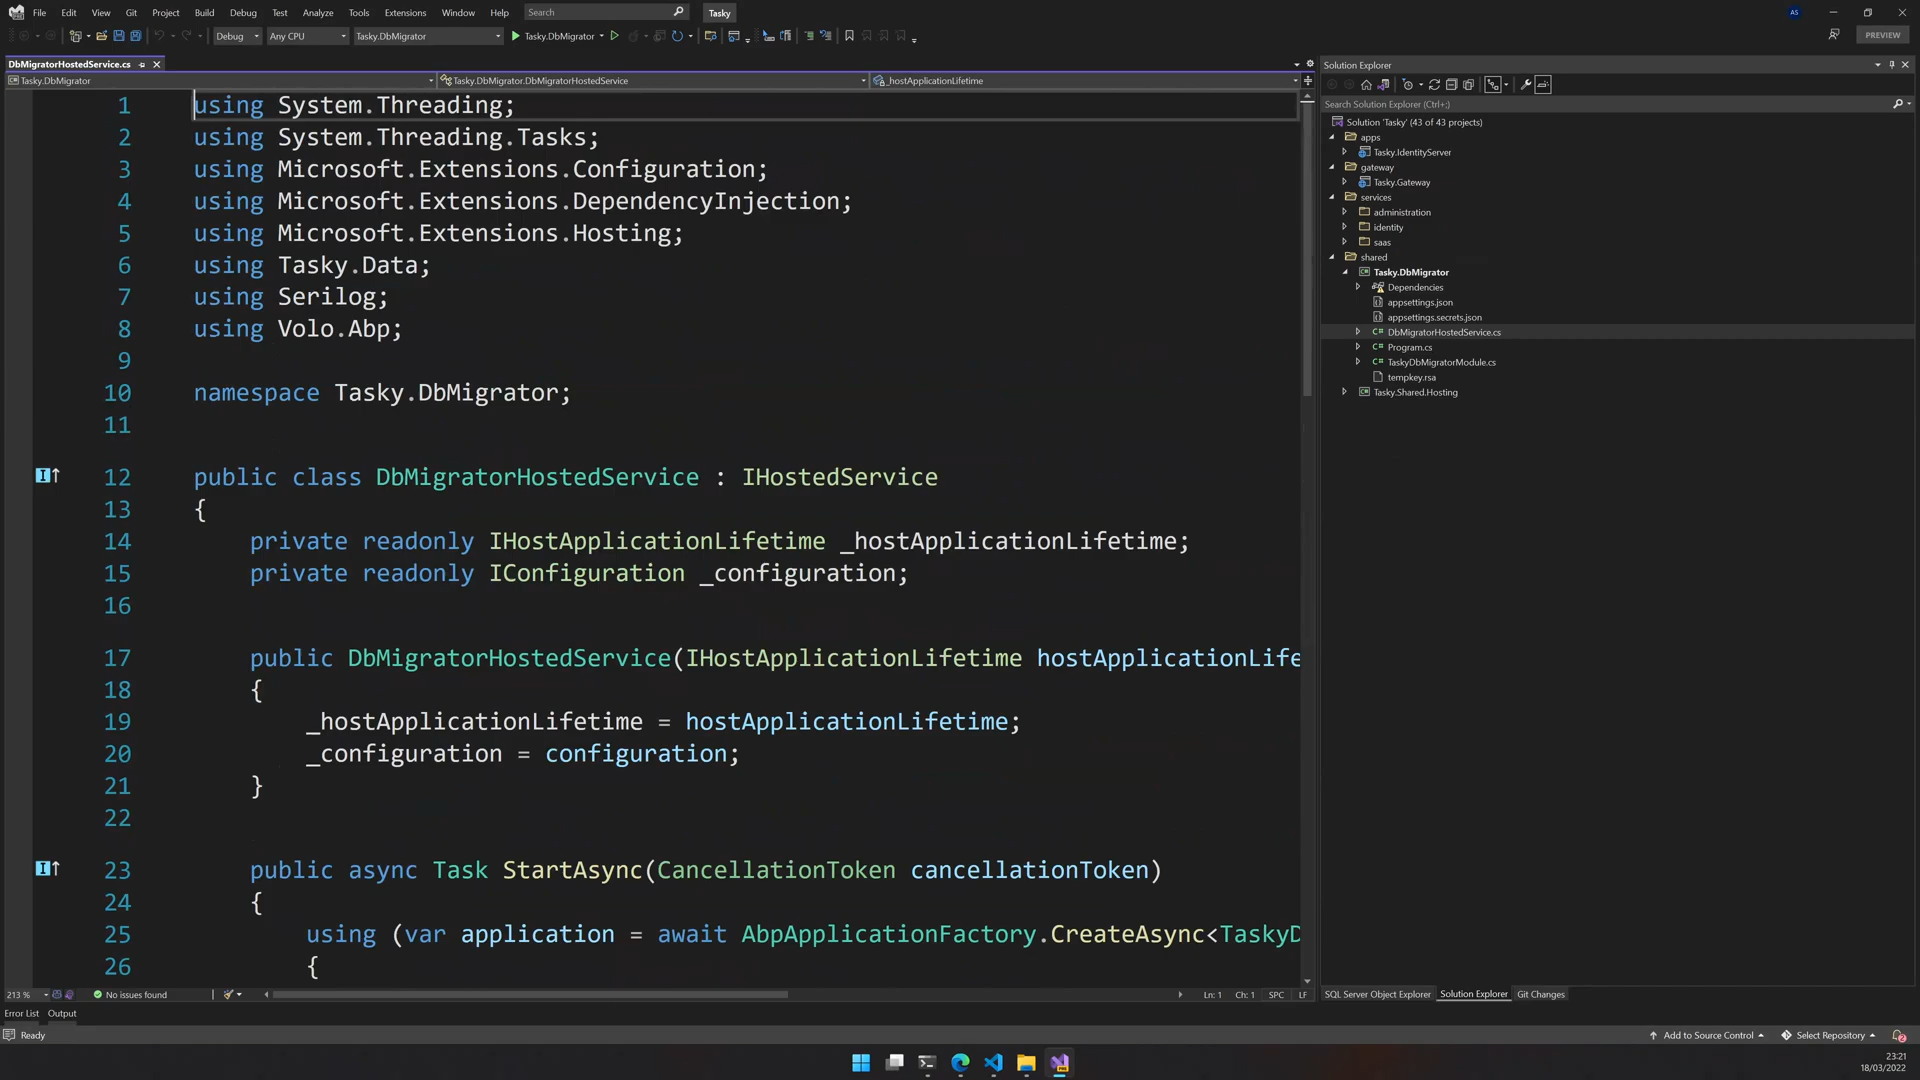 File Edit View Git Project Build Debug Test Analyze Tools Extensions Window Help Search Tasky AS
Debug Any CPU Tasky.DbMigrator Tasky.DbMigrator PREVIEW
DbMigratorHostedService.cs
Tasky.DbMigrator Tasky.DbMigrator.DbMigratorHostedService _hostApplicationLifetime
1 using System.Threading;
2 using System.Threading.Tasks;
3 using Microsoft.Extensions.Configuration;
4 using Microsoft.Extensions.DependencyInjection;
5 using Microsoft.Extensions.Hosting;
6 using Tasky.Data;
7 using Serilog;
8 using Volo.Abp;
9
10 namespace Tasky.DbMigrator;
11
12 public class DbMigratorHostedService : IHostedService
13 {
14 private readonly IHostApplicationLifetime _hostApplicationLifetime;
15 private readonly IConfiguration _configuration;
16
17 public DbMigratorHostedService(IHostApplicationLifetime hostApplicationLife
18 {
19 _hostApplicationLifetime = hostApplicationLifetime;
20 _configuration = configuration;
21 }
22
23 public async Task StartAsync(CancellationToken cancellationToken)
24 {
25 using (var application = await AbpApplicationFactory.CreateAsync<TaskyD
26 {
213 % No issues found Ln: 1 Ch: 1 SPC LF
Solution Explorer
Search Solution Explorer (Ctrl+;)
Solution 'Tasky' (43 of 43 projects)
apps
Tasky.IdentityServer
gateway
Tasky.Gateway
services
administration
identity
saas
shared
Tasky.DbMigrator
Dependencies
appsettings.json
appsettings.secrets.json
C# DbMigratorHostedService.cs
C# Program.cs
C# TaskyDbMigratorModule.cs
tempkey.rsa
Tasky.Shared.Hosting
SQL Server Object Explorer Solution Explorer Git Changes
Error List Output
Ready Add to Source Control Select Repository
23:21
18/03/2022